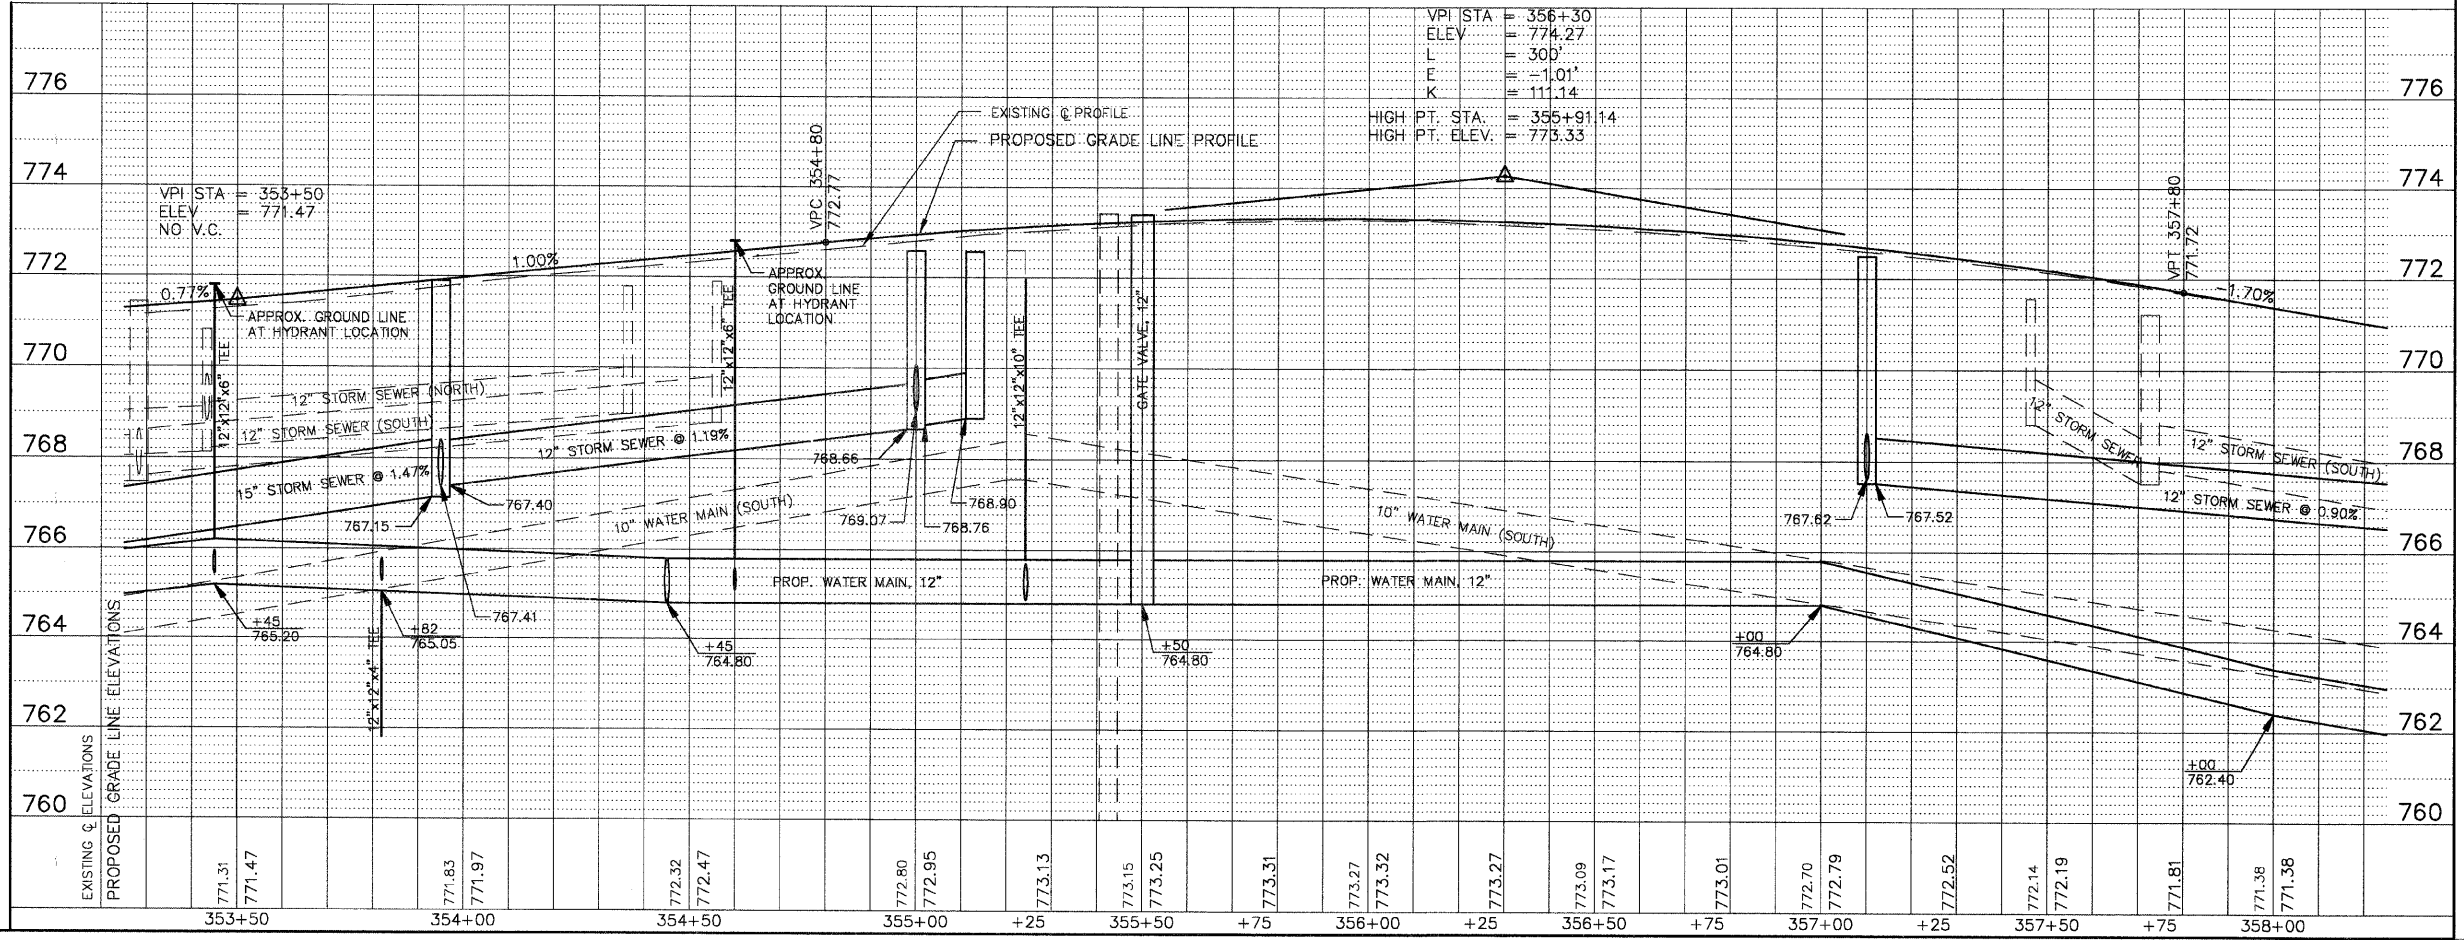 VPI STA = 356+30
ELEV = 774.27
L = 300'
E = -1.01'
K = 111.14
HIGH PT. STA. = 355+91.14
HIGH PT. ELEV. = 773.33
776
776
EXISTING ℄ PROFILE
PROPOSED GRADE LINE PROFILE
VPC 354+80
772.77
774
774
VPI STA = 353+50
ELEV = 771.47
NO V.C.
VPT 357+80
771.72
772
772
0.77%
1.00%
-1.70%
APPROX. GROUND LINE
AT HYDRANT LOCATION
APPROX.
GROUND LINE
AT HYDRANT
LOCATION
12"x12"x6" TEE
12"x12"x6" TEE
12"x12"x10" TEE
GATE VALVE, 12"
770
770
12" STORM SEWER (NORTH)
12" STORM SEWER (SOUTH)
12" STORM SEWER @ 1.19%
15" STORM SEWER @ 1.47%
12" STORM SEWER
12" STORM SEWER (SOUTH)
12" STORM SEWER @ 0.90%
768
768
768.66
768.90
769.07
768.76
767.15
767.40
767.41
767.62
767.52
10" WATER MAIN (SOUTH)
10" WATER MAIN (SOUTH)
766
766
PROP. WATER MAIN, 12"
PROP. WATER MAIN, 12"
764
764
+45
765.20
+82
765.05
+45
764.80
+50
764.80
+00
764.80
12"x12"x4" TEE
762
762
+00
762.40
760
760
EXISTING ℄ ELEVATIONS
PROPOSED GRADE LINE ELEVATIONS
771.31
771.47
771.83
771.97
772.32
772.47
772.80
772.95
773.13
773.15
773.25
773.31
773.27
773.32
773.27
773.09
773.17
773.01
772.70
772.79
772.52
772.14
772.19
771.81
771.38
771.38
353+50 354+00 354+50 355+00 +25 355+50 +75 356+00 +25 356+50 +75 357+00 +25 357+50 +75 358+00